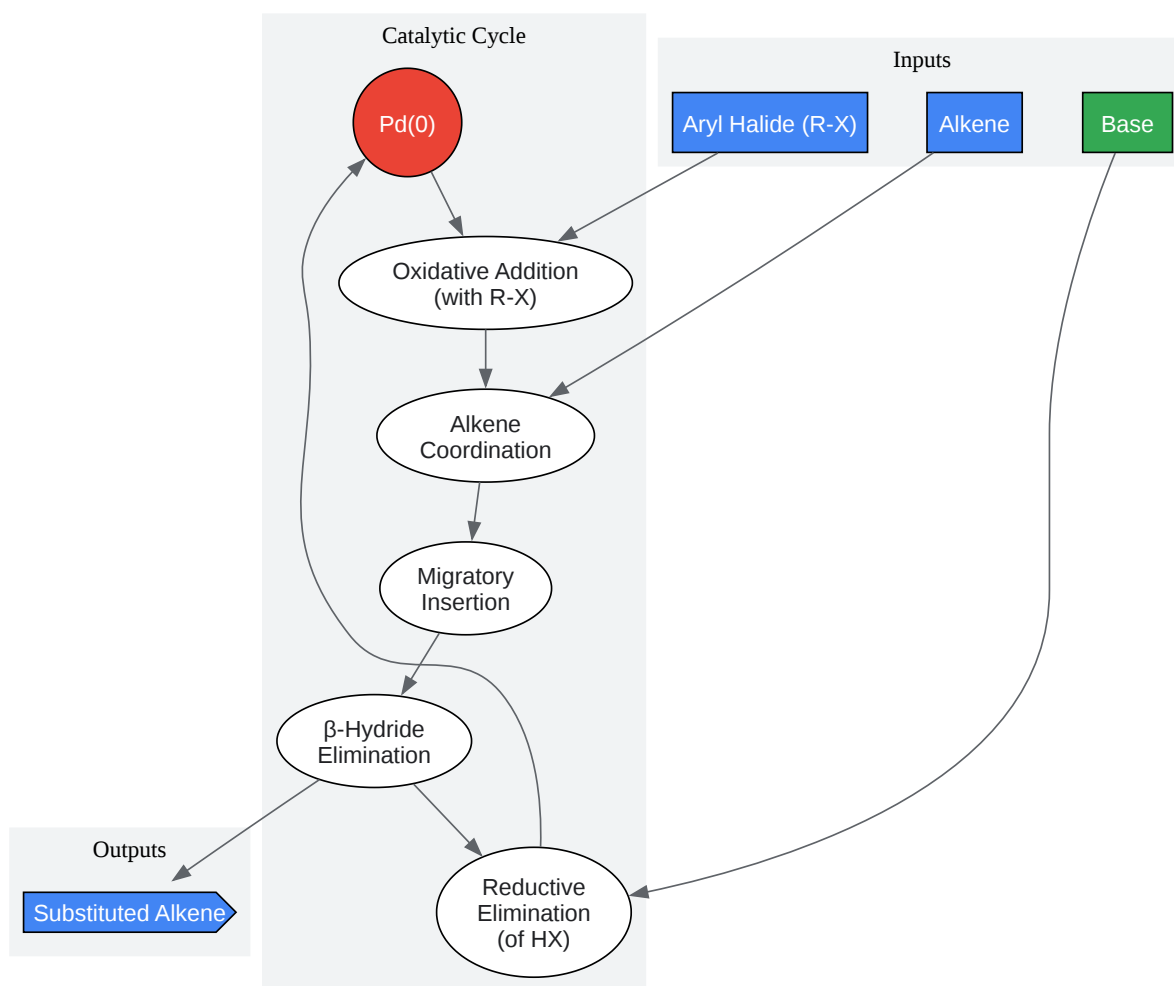 Catalytic Cycle
Inputs
Pd(0)
Aryl Halide (R-X)
Alkene
Base
Oxidative Addition
(with R-X)
Alkene
Coordination
Migratory
Insertion
β-Hydride
Elimination
Outputs
Substituted Alkene
Reductive
Elimination
(of HX)